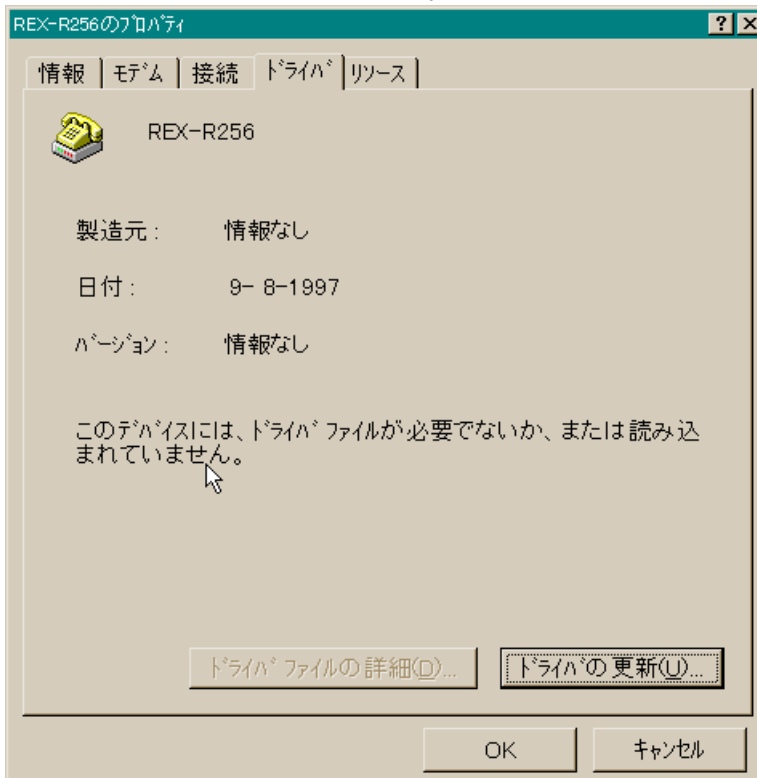 REX-R256のﾌﾟﾛﾊﾟﾃｨ
情報 ﾓﾃﾞﾑ 接続 ﾄﾞﾗｲﾊﾞ ﾘｿｰｽ
REX-R256
製造元: 情報なし
日付: 9- 8-1997
ﾊﾞｰｼﾞｮﾝ: 情報なし
このﾃﾞﾊﾞｲｽには、ﾄﾞﾗｲﾊﾞ ﾌｧｲﾙが必要でないか、または読み込
まれていません。
ﾄﾞﾗｲﾊﾞ ﾌｧｲﾙの詳細(D)... ﾄﾞﾗｲﾊﾞの更新(U)...
OK ｷｬﾝｾﾙ